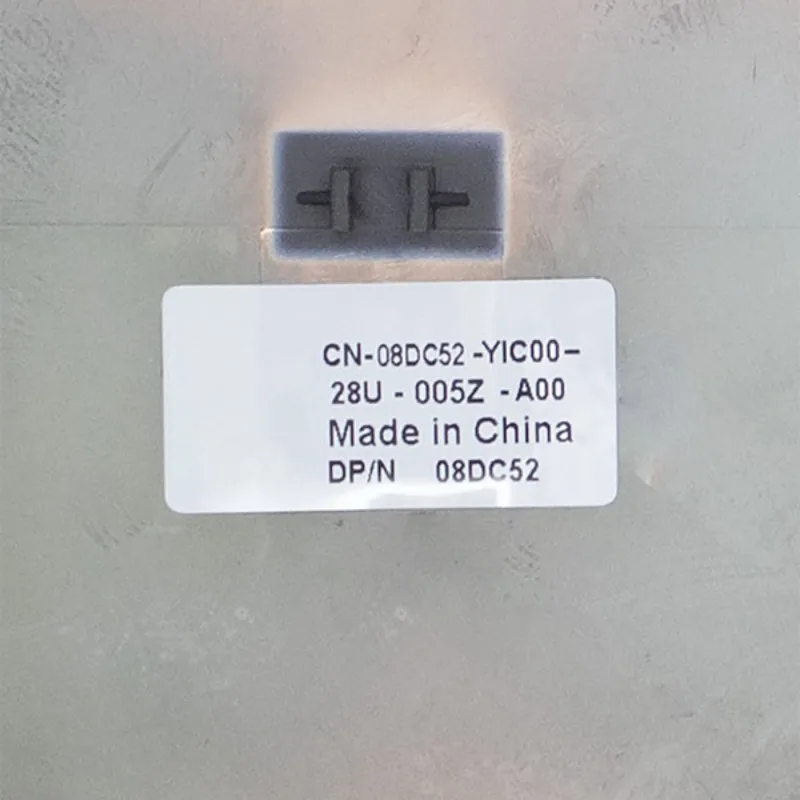 CN-08DC52-YIC00-
28U-005Z-A00
Made in China
DP/N 08DC52